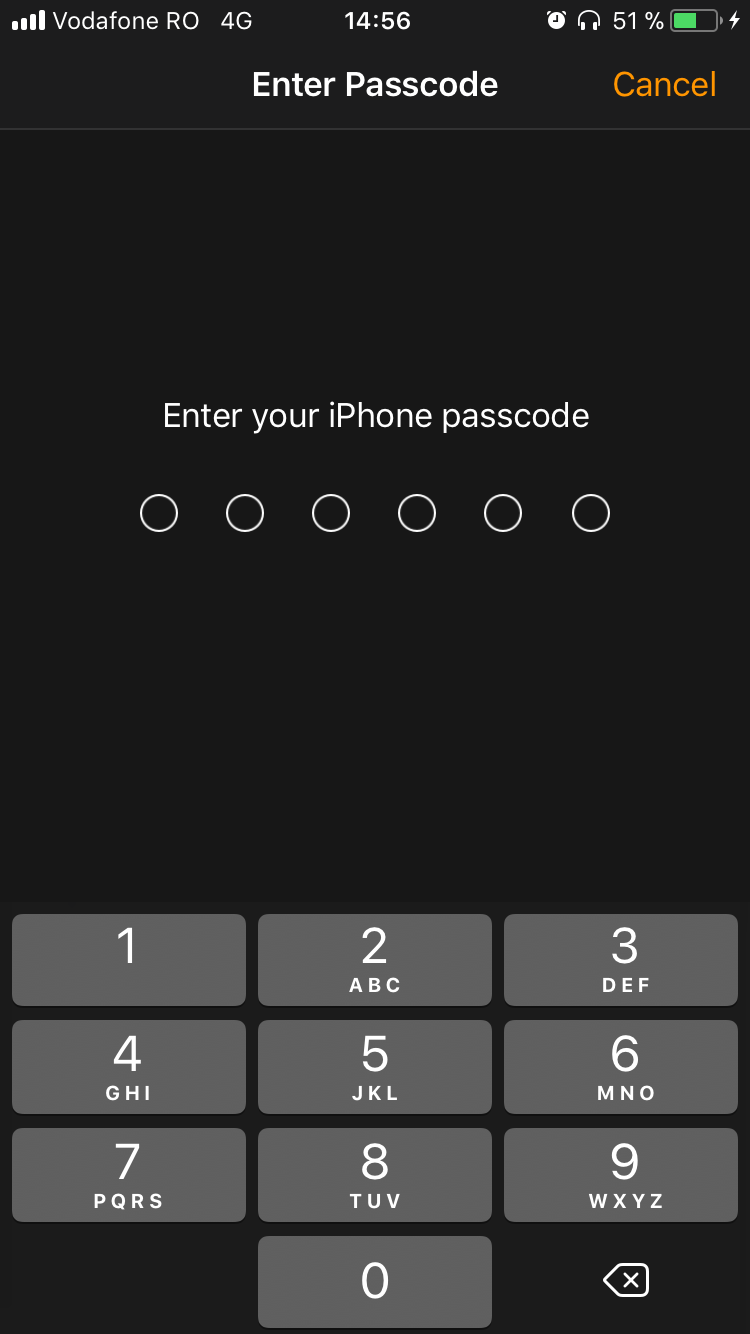 Vodafone RO 4G 14:56 51 %
Enter Passcode Cancel
Enter your iPhone passcode
1 2 3
ABC DEF
4 5 6
GHI JKL MNO
7 8 9
PQRS TUV WXYZ
0